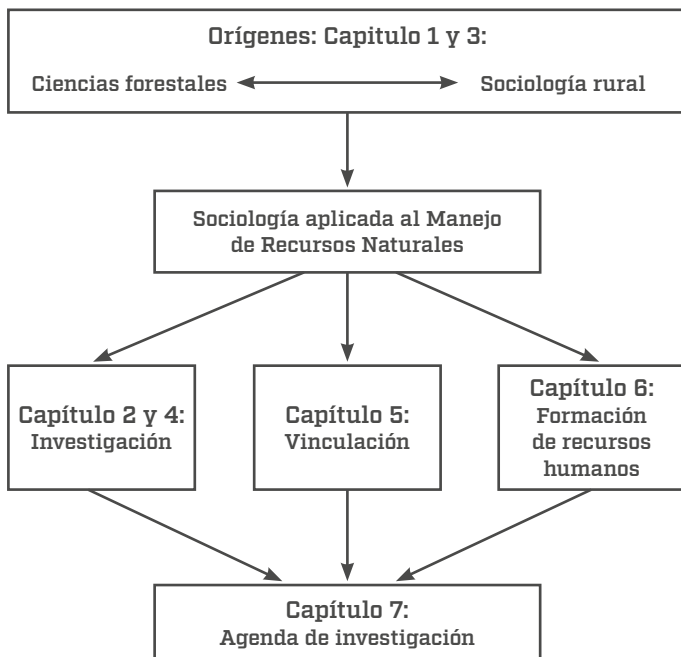 Orígenes: Capitulo 1 y 3:
Ciencias forestales Sociología rural
Sociología aplicada al Manejo
de Recursos Naturales
Capítulo 2 y 4:
Investigación
Capítulo 5:
Vinculación
Capítulo 6:
Formación
de recursos
humanos
Capítulo 7:
Agenda de investigación